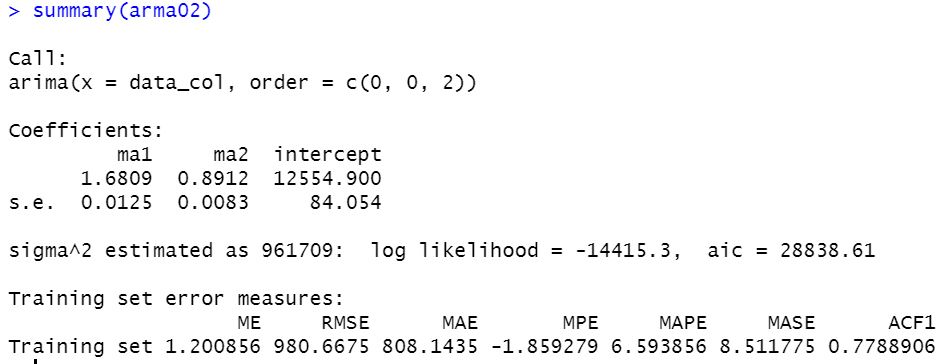 > summary(arma02)
Call:
arima(x = data_col, order = c(0, 0, 2))
Coefficients:
ma1 ma2 intercept
1.6809 0.8912 12554.900
s.e. 0.0125 0.0083 84.054
sigma^2 estimated as 961709: log likelihood = -14415.3, aic = 28838.61
Training set error measures:
ME RMSE MAE MPE MAPE MASE ACF1
Training set 1.200856 980.6675 808.1435 -1.859279 6.593856 8.511775 0.7788906